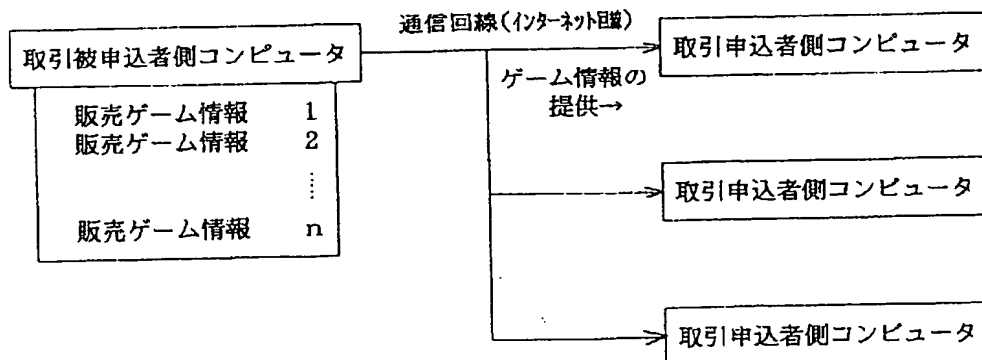 通信回線(インターネット回線)
取引被申込者側コンピュータ
取引申込者側コンピュータ
ゲーム情報の
提供→
販売ゲーム情報 1
販売ゲーム情報 2
……
販売ゲーム情報 n
取引申込者側コンピュータ
取引申込者側コンピュータ